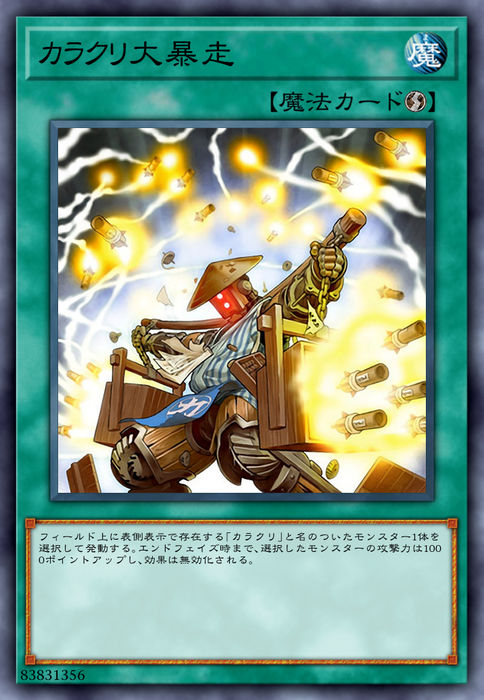 カラクリ大暴走
魔
【魔法カード】
フィールド上に表側表示で存在する「カラクリ」と名のついたモンスター1体を
選択して発動する。エンドフェイズ時まで、選択したモンスターの攻撃力は100
0ポイントアップし、効果は無効化される。
83831356